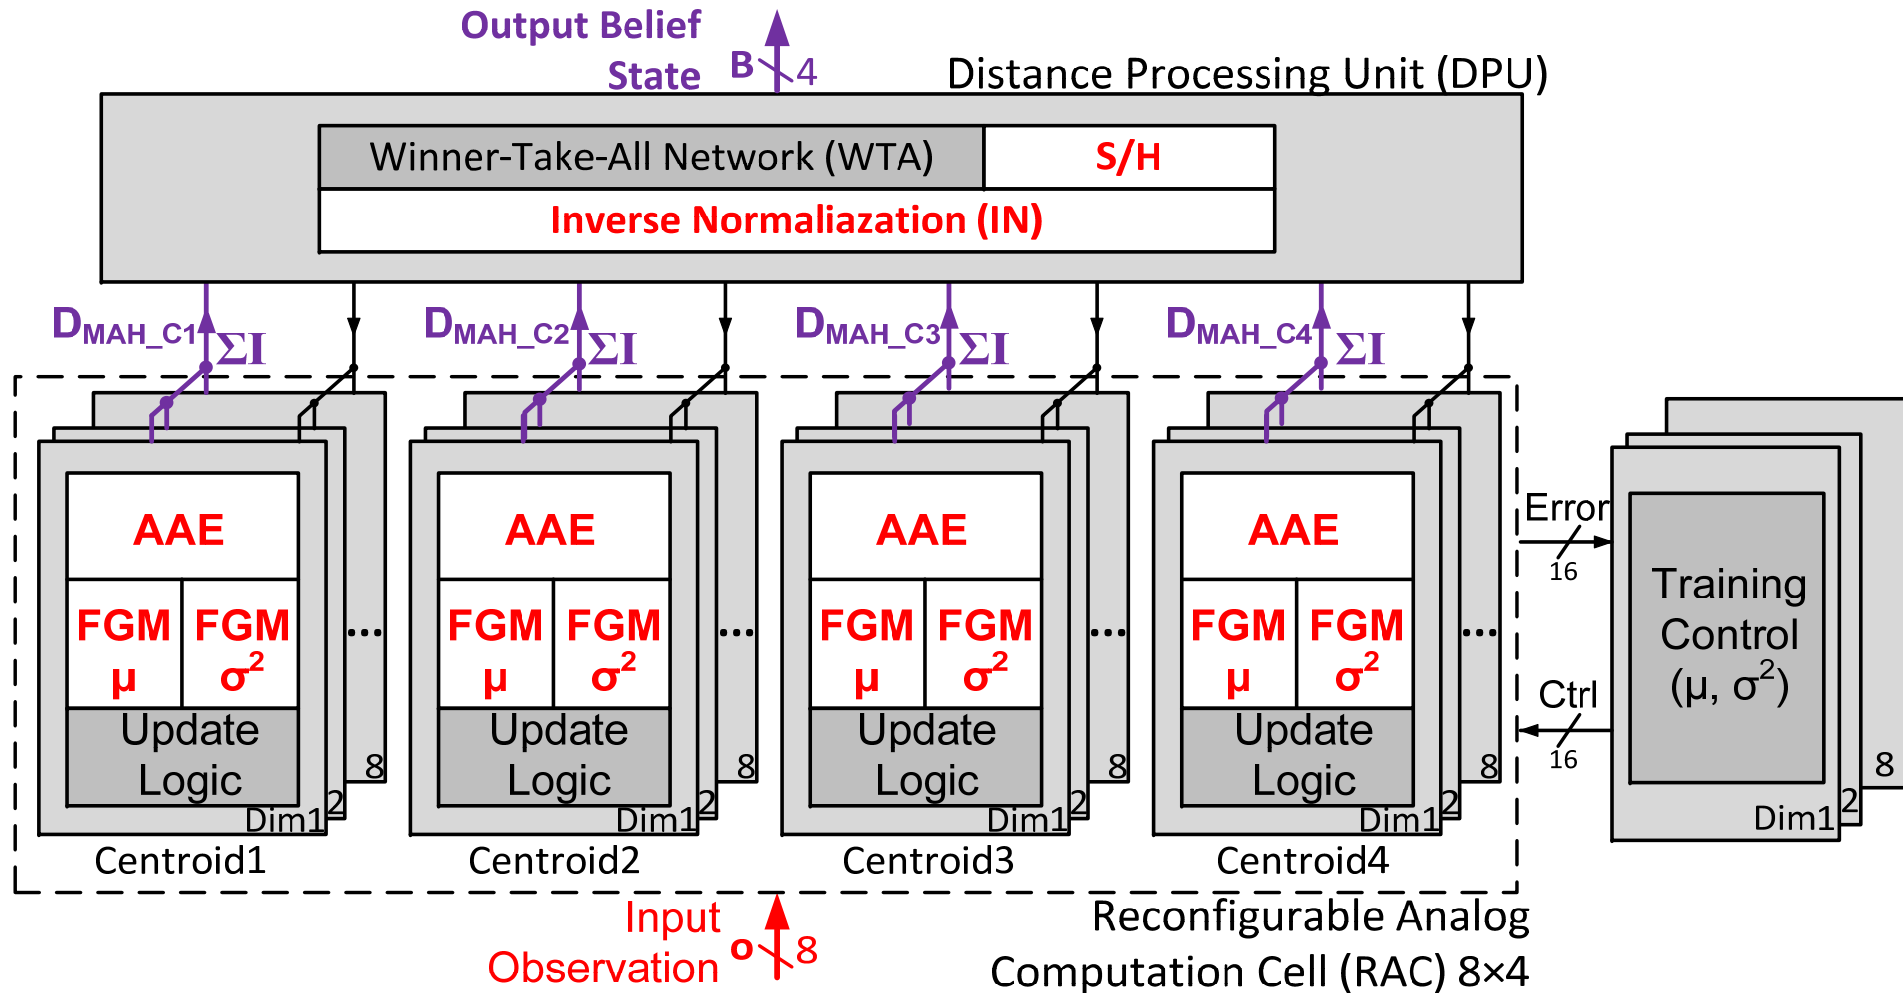 Output Belief
State
B
4
Distance Processing Unit (DPU)
Winner-Take-All Network (WTA)
S/H
Inverse Normaliazation (IN)
D_MAH_C1
ΣI
D_MAH_C2
ΣI
D_MAH_C3
ΣI
D_MAH_C4
ΣI
AAE
FGM
μ
FGM
σ²
Update
Logic
Dim1
2
8
...
Centroid1
AAE
FGM
μ
FGM
σ²
Update
Logic
Dim1
2
8
...
Centroid2
AAE
FGM
μ
FGM
σ²
Update
Logic
Dim1
2
8
...
Centroid3
AAE
FGM
μ
FGM
σ²
Update
Logic
Dim1
2
8
...
Centroid4
Error
16
Ctrl
16
Training
Control
(μ, σ²)
Dim1
2
8
Input
Observation
o
8
Reconfigurable Analog
Computation Cell (RAC) 8×4